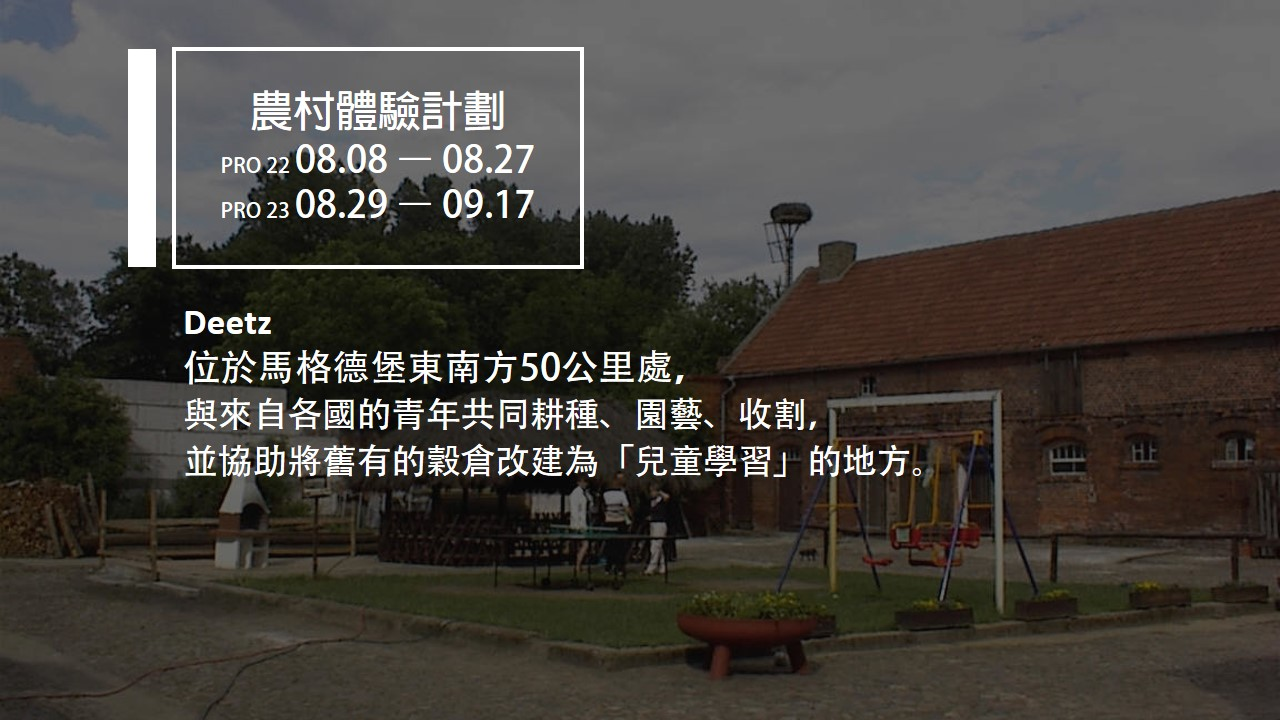 農村體驗計劃
PRO 22 08.08 — 08.27
PRO 23 08.29 — 09.17
Deetz
位於馬格德堡東南方50公里處,
與來自各國的青年共同耕種、園藝、收割,
並協助將舊有的穀倉改建為「兒童學習」的地方。